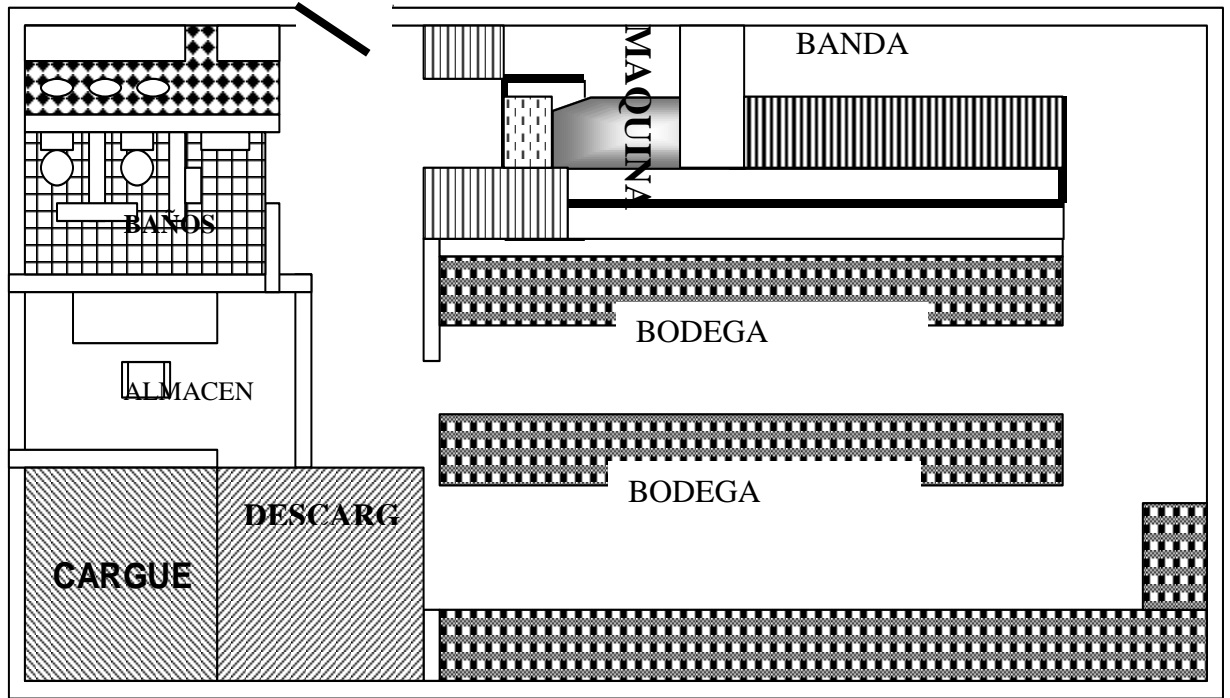 BANDA
MAQUINA
BAÑOS
BODEGA
ALMACEN
BODEGA
DESCARG
CARGUE